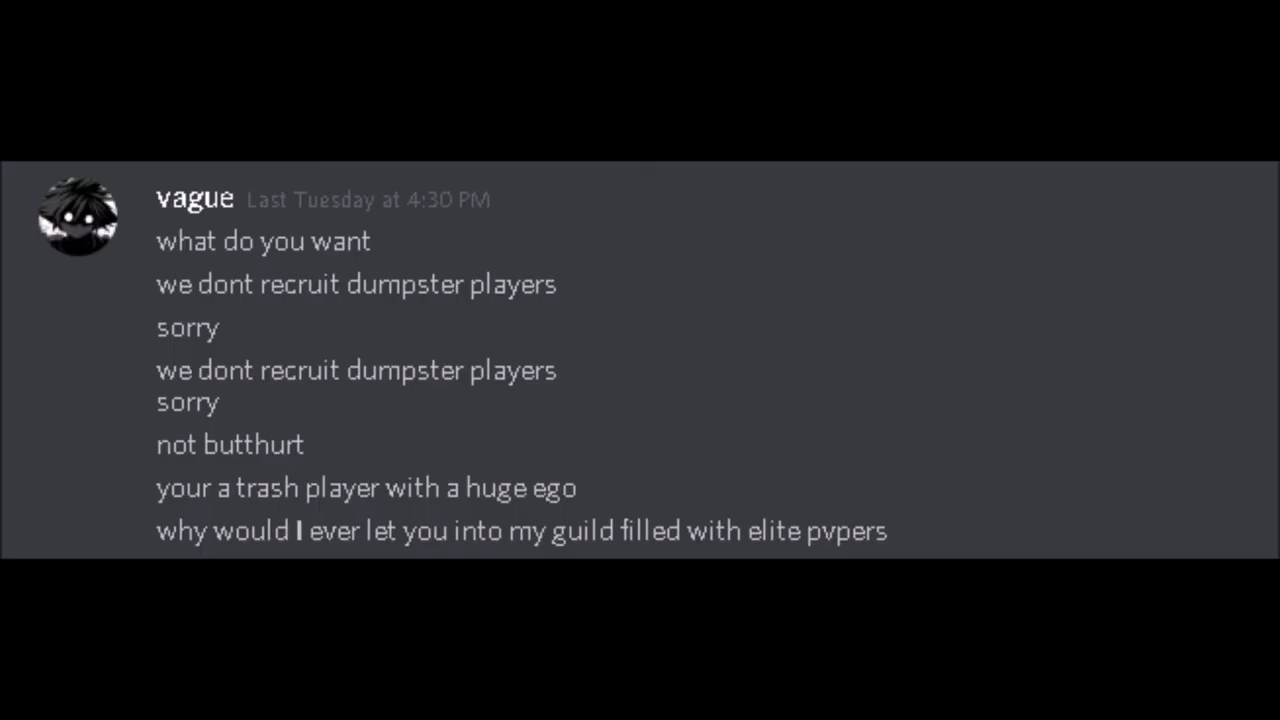 vague Last Tuesday at 4:30 PM
what do you want
we dont recruit dumpster players
sorry
we dont recruit dumpster players
sorry
not butthurt
your a trash player with a huge ego
why would I ever let you into my guild filled with elite pvpers